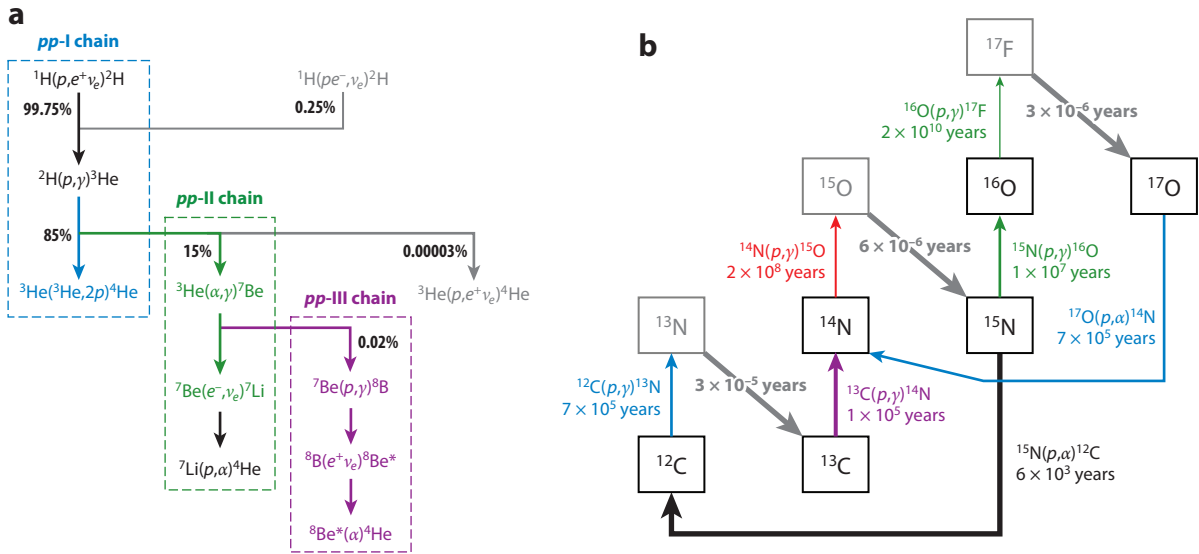 a
pp-I chain
¹H(p,e⁺νₑ)²H
¹H(pe⁻,νₑ)²H
99.75%
0.25%
²H(p,γ)³He
pp-II chain
85%
15%
0.00003%
³He(³He,2p)⁴He
³He(α,γ)⁷Be
³He(p,e⁺νₑ)⁴He
pp-III chain
0.02%
⁷Be(e⁻,νₑ)⁷Li
⁷Be(p,γ)⁸B
⁷Li(p,α)⁴He
⁸B(e⁺νₑ)⁸Be*
⁸Be*(α)⁴He
b
¹⁷F
¹⁶O(p,γ)¹⁷F
2 × 10¹⁰ years
3 × 10⁻⁶ years
¹⁵O
¹⁶O
¹⁷O
¹⁴N(p,γ)¹⁵O
2 × 10⁸ years
6 × 10⁻⁶ years
¹⁵N(p,γ)¹⁶O
1 × 10⁷ years
¹³N
¹⁴N
¹⁵N
¹⁷O(p,α)¹⁴N
7 × 10⁵ years
¹²C(p,γ)¹³N
7 × 10⁵ years
3 × 10⁻⁵ years
¹³C(p,γ)¹⁴N
1 × 10⁵ years
¹²C
¹³C
¹⁵N(p,α)¹²C
6 × 10³ years